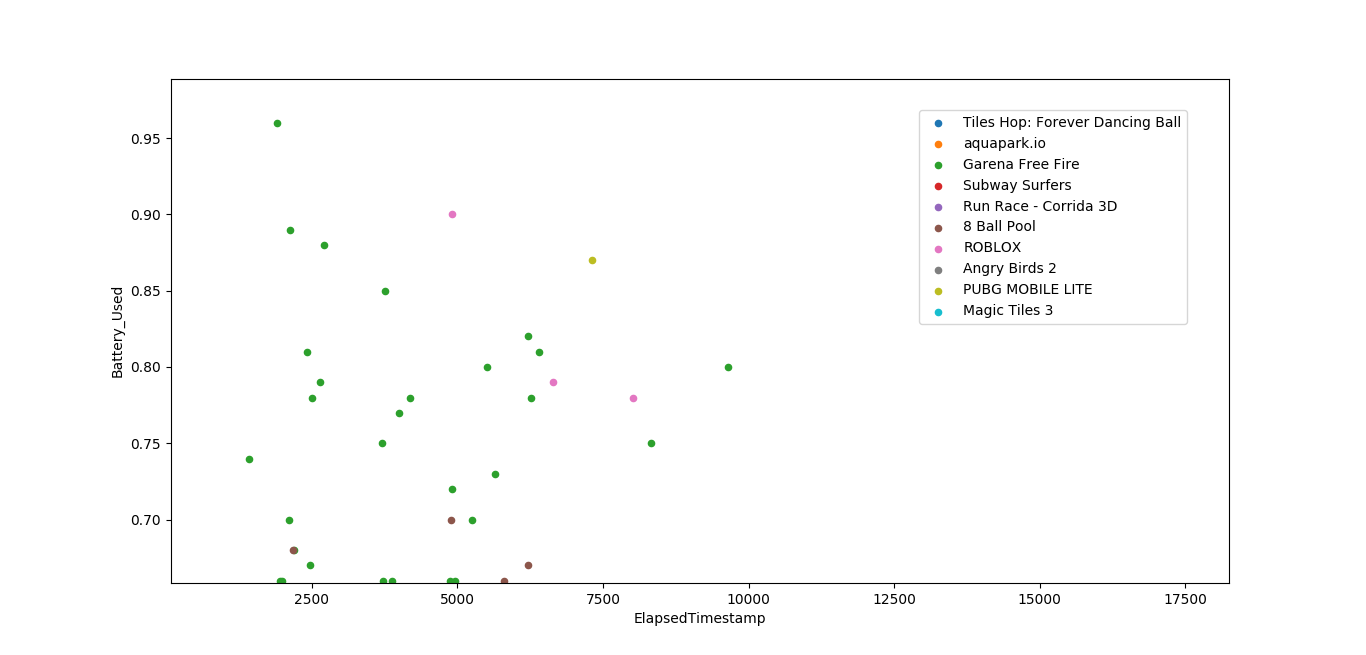 0.95
0.90
0.85
0.80
0.75
0.70
Battery_Used
2500 5000 7500 10000 12500 15000 17500
ElapsedTimestamp
Tiles Hop: Forever Dancing Ball
aquapark.io
Garena Free Fire
Subway Surfers
Run Race - Corrida 3D
8 Ball Pool
ROBLOX
Angry Birds 2
PUBG MOBILE LITE
Magic Tiles 3